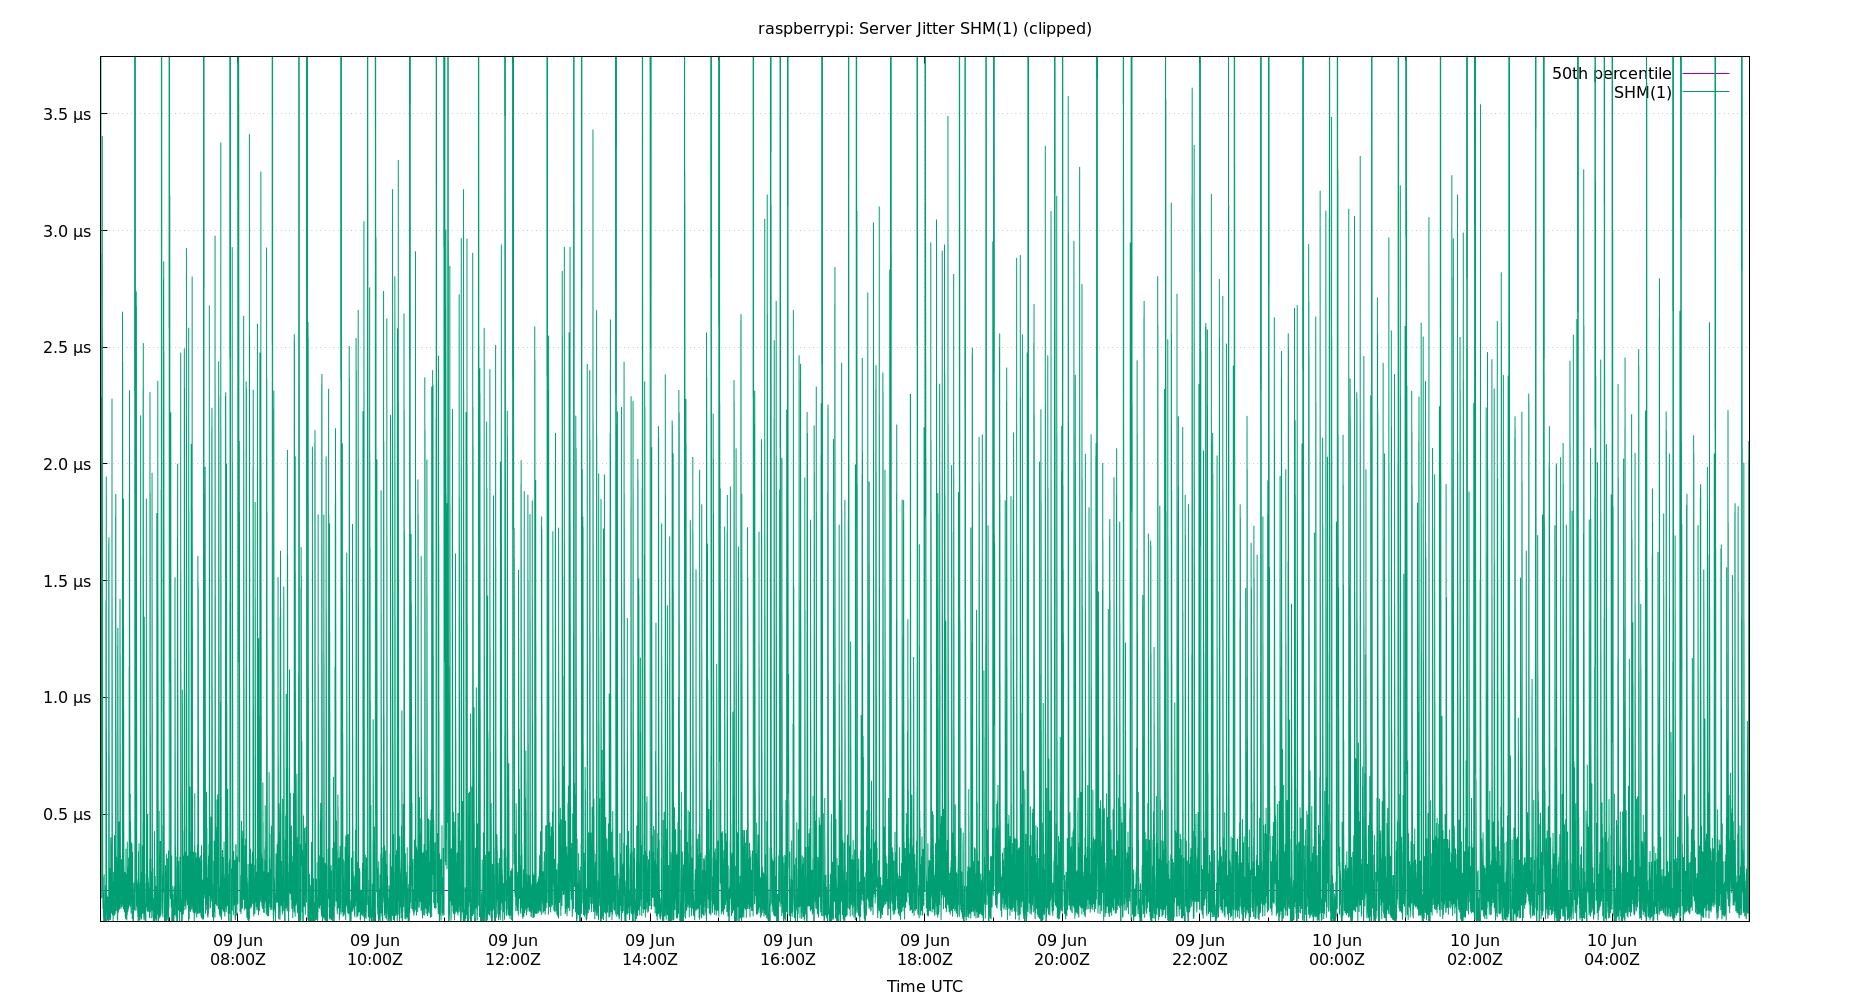 raspberrypi: Server Jitter SHM(1) (clipped)
50th percentile
SHM(1)
3.5 µs
3.0 µs
2.5 µs
2.0 µs
1.5 µs
1.0 µs
0.5 µs
09 Jun 09 Jun 09 Jun 09 Jun 09 Jun 09 Jun 09 Jun 09 Jun 10 Jun 10 Jun 10 Jun
08:00Z 10:00Z 12:00Z 14:00Z 16:00Z 18:00Z 20:00Z 22:00Z 00:00Z 02:00Z 04:00Z
Time UTC